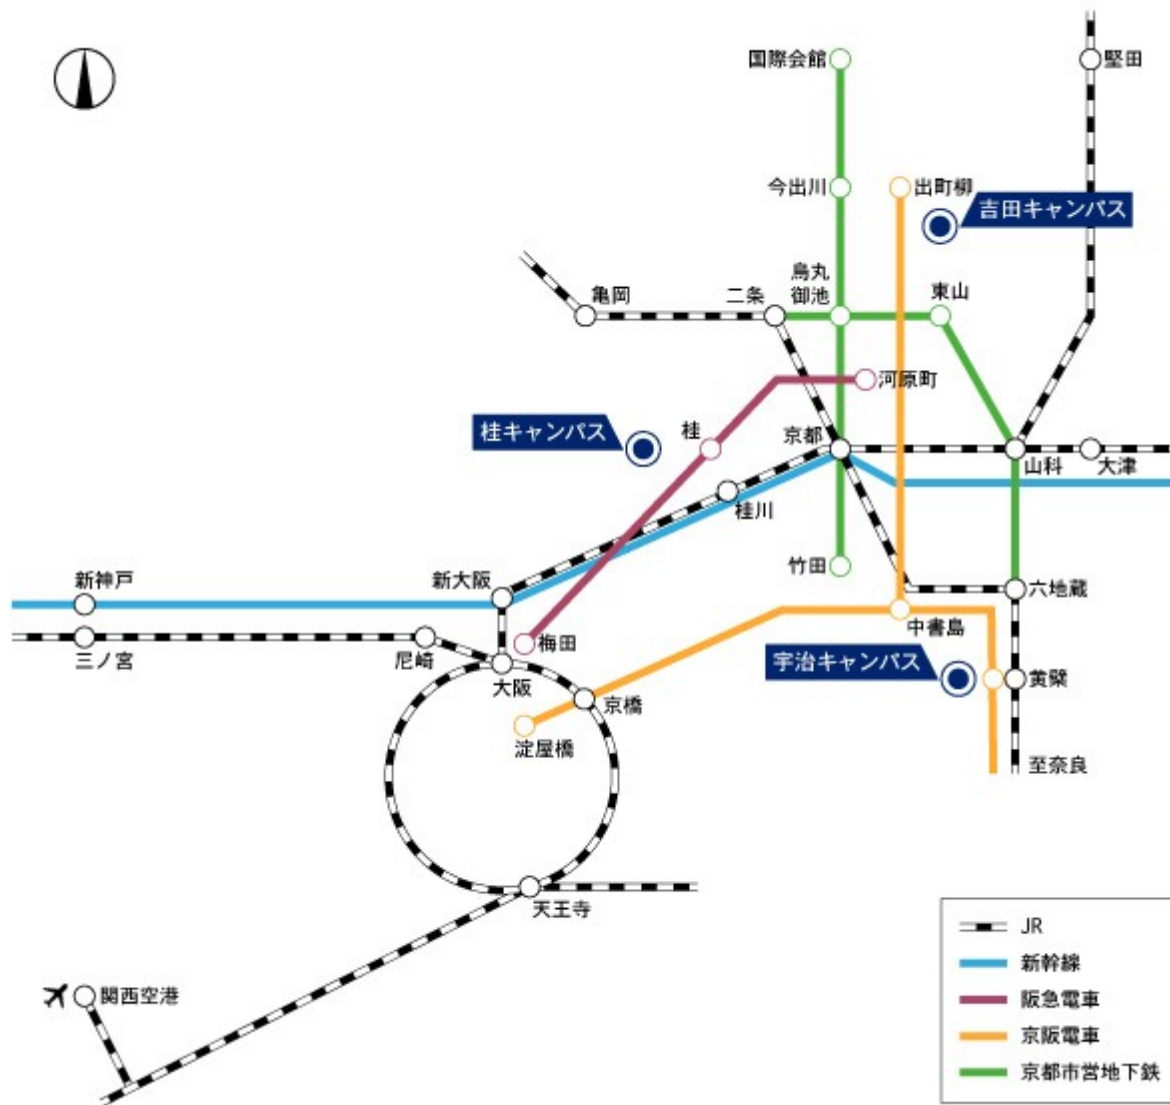 国際会館
堅田
今出川
出町柳
吉田キャンパス
烏丸
御池
亀岡
二条
東山
河原町
桂キャンパス
桂
京都
山科
大津
桂川
竹田
新神戸
新大阪
六地蔵
三ノ宮
尼崎
梅田
中書島
大阪
宇治キャンパス
黄檗
京橋
淀屋橋
至奈良
天王寺
関西空港
JR
新幹線
阪急電車
京阪電車
京都市営地下鉄